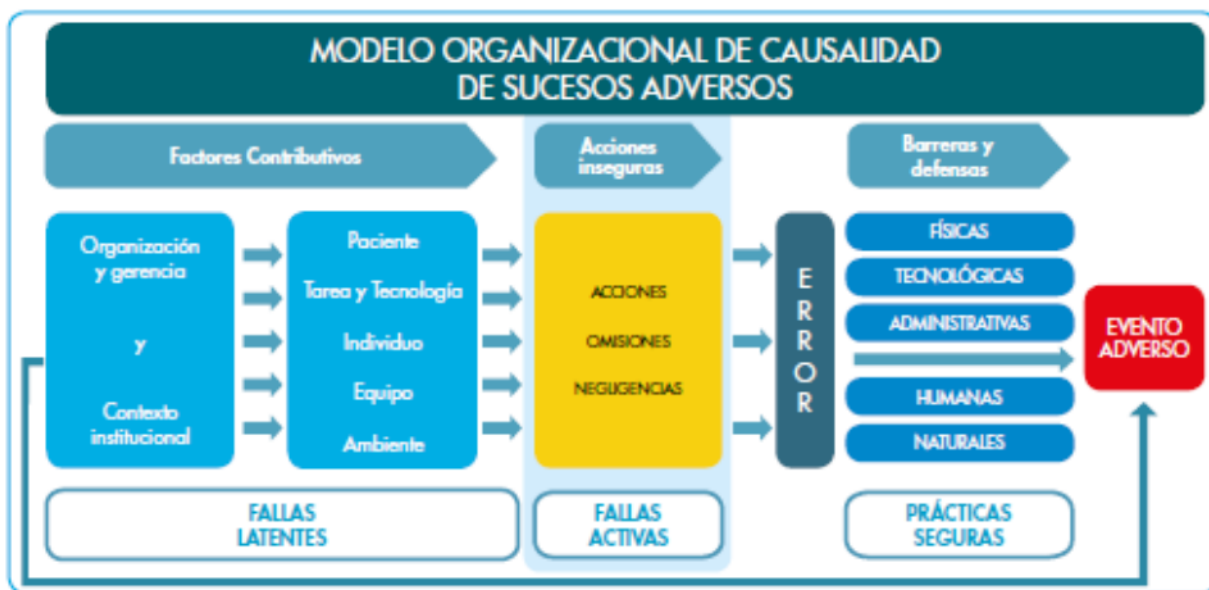 MODELO ORGANIZACIONAL DE CAUSALIDAD
DE SUCESOS ADVERSOS
Factores Contributivos
Acciones
inseguras
Barreras y
defensas
Organización
y gerencia
y
Contexto
institucional
Paciente
Tarea y Tecnología
Individuo
Equipo
Ambiente
ACCIONES
OMISIONES
NEGLIGENCIAS
ERROR
FÍSICAS
TECNOLÓGICAS
ADMINISTRATIVAS
HUMANAS
NATURALES
EVENTO
ADVERSO
FALLAS
LATENTES
FALLAS
ACTIVAS
PRÁCTICAS
SEGURAS